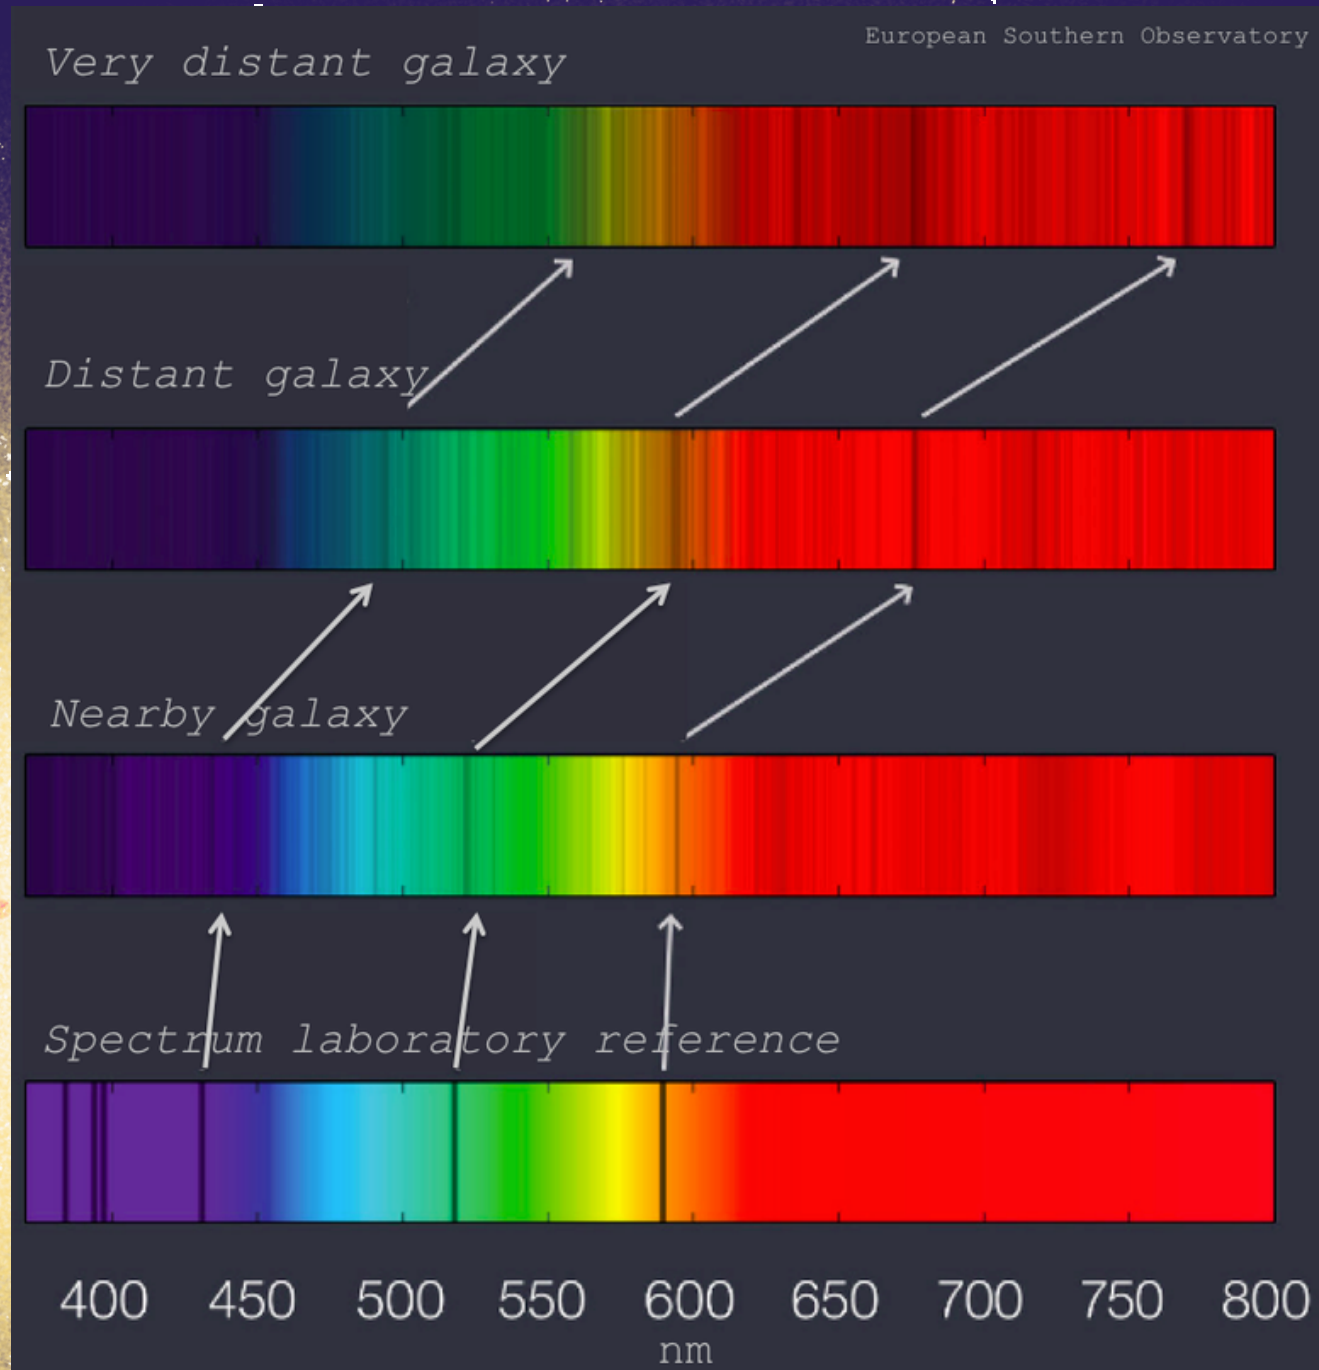 European Southern Observatory
Very distant galaxy
Distant galaxy
Nearby galaxy
Spectrum laboratory reference
400 450 500 550 600 650 700 750 800
nm